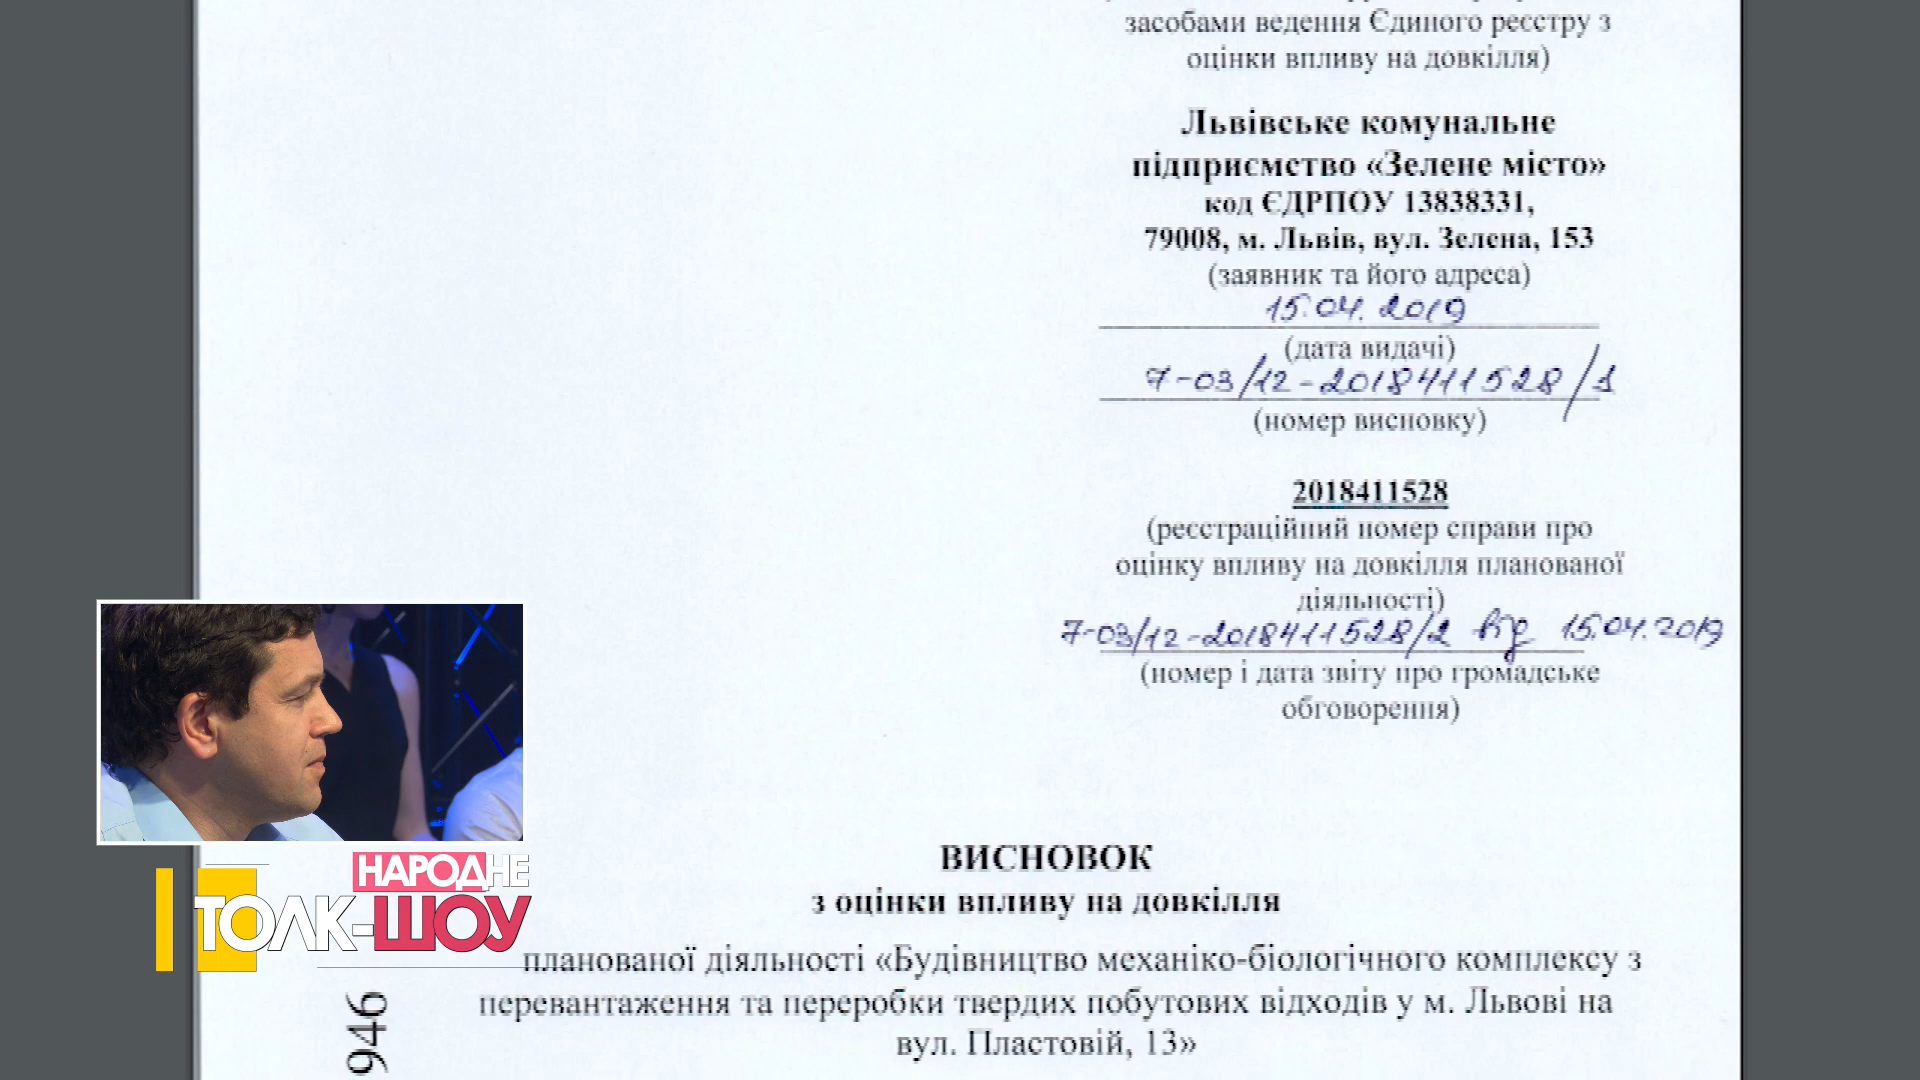 засобами ведення Єдиного реєстру з
оцінки впливу на довкілля)
Львівське комунальне
підприємство «Зелене місто»
код ЄДРПОУ 13838331,
79008, м. Львів, вул. Зелена, 153
(заявник та його адреса)
15.04.2019
(дата видачі)
7-03/12-2018411528/1
(номер висновку)
2018411528
(реєстраційний номер справи про
оцінку впливу на довкілля планованої
діяльності)
7-03/12-2018411528/2 від 15.04.2019
(номер і дата звіту про громадське
обговорення)
ВИСНОВОК
з оцінки впливу на довкілля
планованої діяльності «Будівництво механіко-біологічного комплексу з
перевантаження та переробки твердих побутових відходів у м. Львові на
вул. Пластовій, 13»
НАРОДНЕ
ТОЛК-ШОУ
946